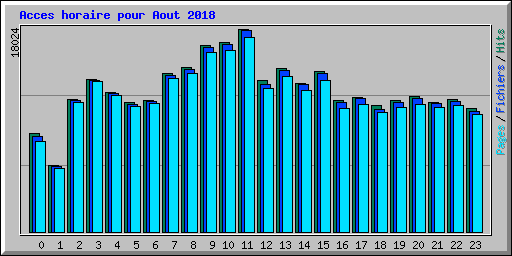 Acces horaire pour Aout 2018
18024
Pages / Fichiers / Hits
0 1 2 3 4 5 6 7 8 9 10 11 12 13 14 15 16 17 18 19 20 21 22 23